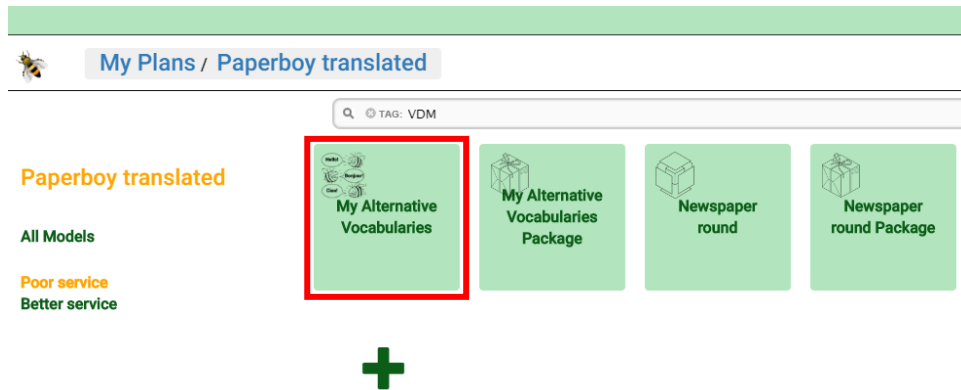 My Plans / Paperboy translated
TAG: VDM
Paperboy translated
All Models
Poor service
Better service
Hello!
Bonjour!
Ciao!
My Alternative
Vocabularies
My Alternative
Vocabularies
Package
Newspaper
round
Newspaper
round Package